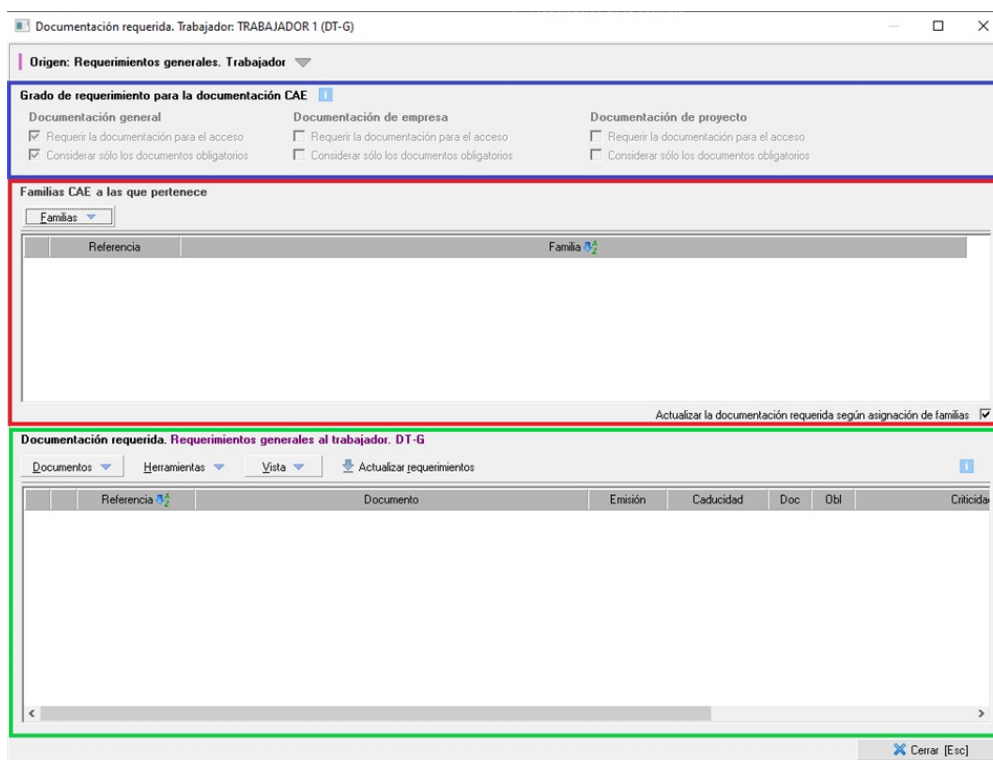 Documentación requerida. Trabajador: TRABAJADOR 1 (DT-G)
Origen: Requerimientos generales. Trabajador
Grado de requerimiento para la documentación CAE i
Documentación general Documentación de empresa Documentación de proyecto
Requerir la documentación para el acceso Requerir la documentación para el acceso Requerir la documentación para el acceso
Considerar sólo los documentos obligatorios Considerar sólo los documentos obligatorios Considerar sólo los documentos obligatorios
Familias CAE a las que pertenece
Familias
Referencia Familia
Actualizar la documentación requerida según asignación de familias
Documentación requerida. Requerimientos generales al trabajador. DT-G
Documentos Herramientas Vista Actualizar requerimientos i
Referencia Documento Emisión Caducidad Doc Obl Criticida
Cerrar [Esc]